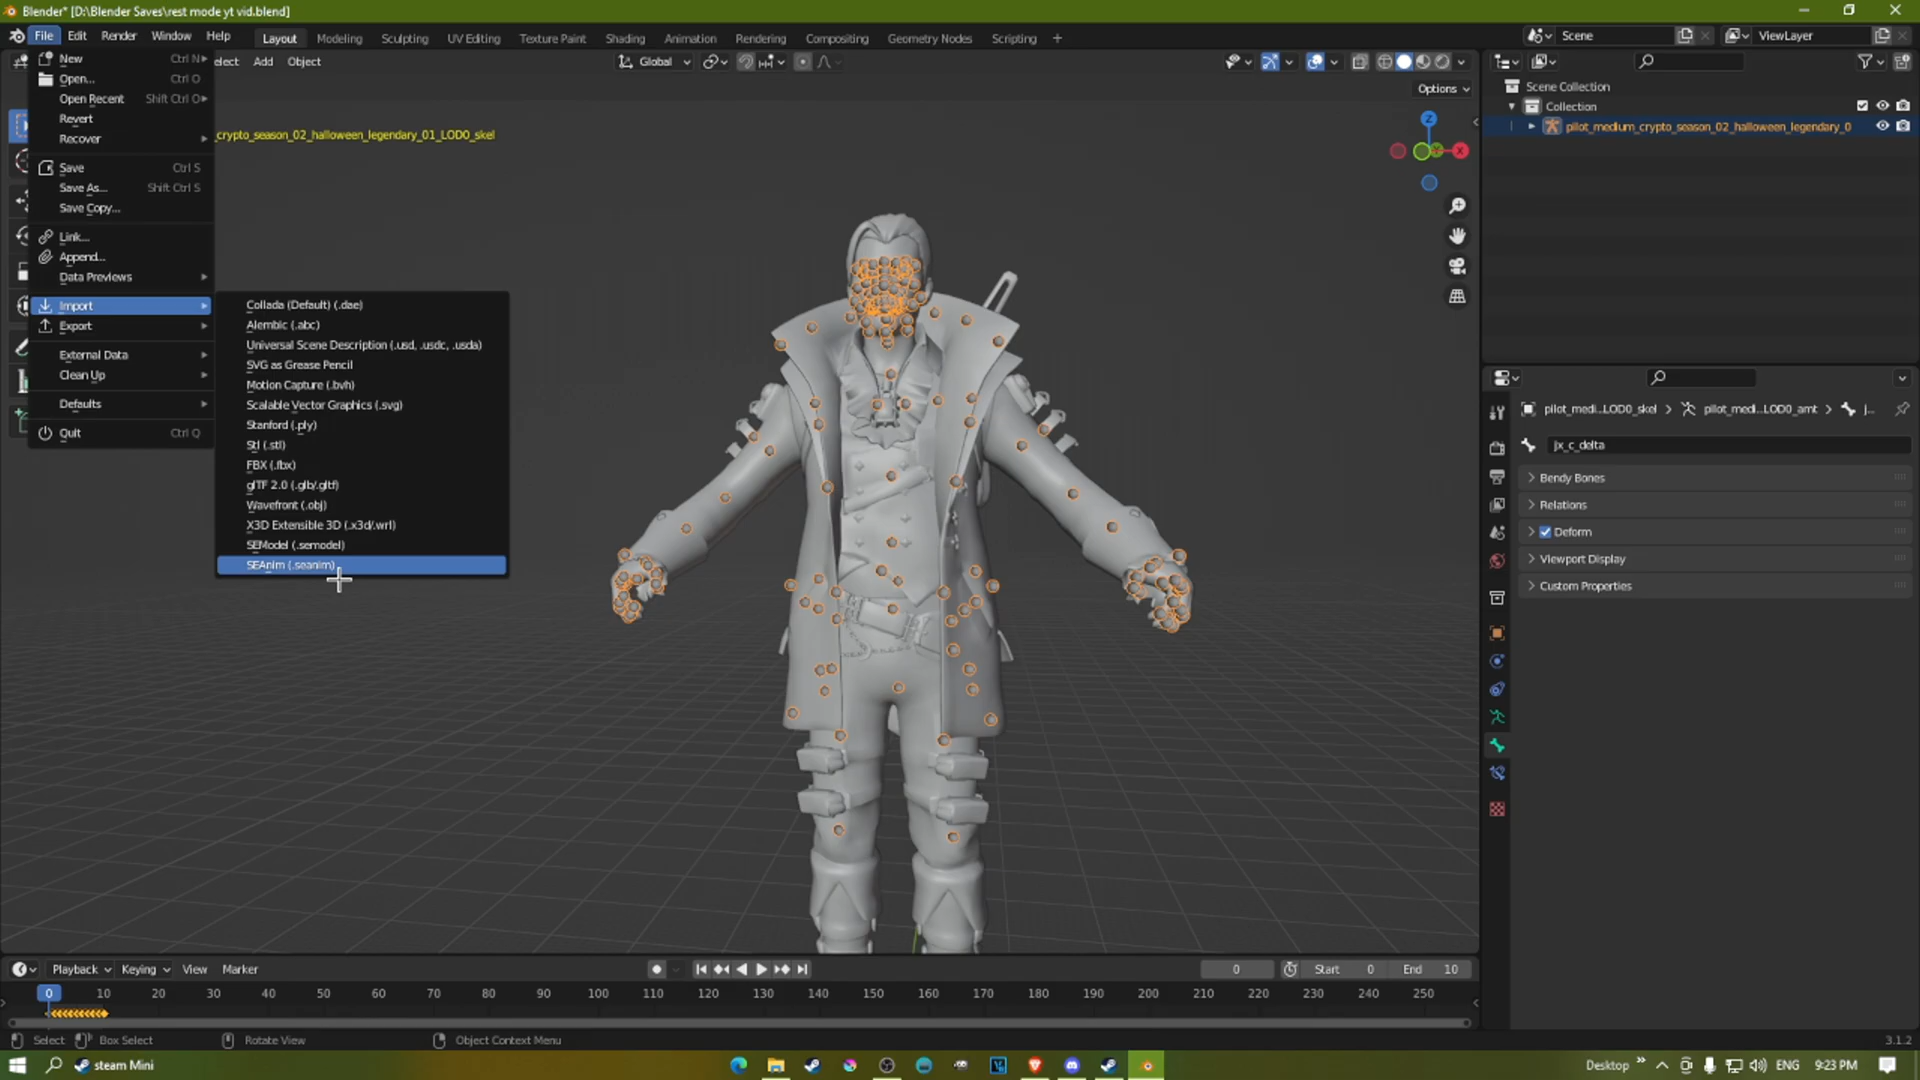 Blender* [D:\Blender Saves\rest mode yt vid.blend]
File Edit Render Window Help Layout Modeling Sculpting UV Editing Texture Paint Shading Animation Rendering Compositing Geometry Nodes Scripting + Scene ViewLayer
New Ctrl N
elect Add Object Global
Open... Ctrl O
Options
Open Recent Shift Ctrl O
Scene Collection
Collection
Revert
pilot_medium_crypto_season_02_halloween_legendary_0
_crypto_season_02_halloween_legendary_01_LOD0_skel
Recover
Z
X
Save Ctrl S
Save As... Shift Ctrl S
Save Copy...
Link...
Append...
Data Previews
Import
Export
External Data
Clean Up
Defaults
Quit Ctrl Q
Collada (Default) (.dae)
Alembic (.abc)
Universal Scene Description (.usd, .usdc, .usda)
SVG as Grease Pencil
Motion Capture (.bvh)
Scalable Vector Graphics (.svg)
Stanford (.ply)
Stl (.stl)
FBX (.fbx)
glTF 2.0 (.glb/.gltf)
Wavefront (.obj)
X3D Extensible 3D (.x3d/.wrl)
SEModel (.semodel)
SEAnim (.seanim)
pilot_medi...LOD0_skel pilot_medi...LOD0_amt j...
jx_c_delta
Bendy Bones
Relations
Deform
Viewport Display
Custom Properties
Playback Keying View Marker 0 Start 0 End 10
0 10 20 30 40 50 60 70 80 90 100 110 120 130 140 150 160 170 180 190 200 210 220 230 240 250
Select Box Select Rotate View Object Context Menu 3.1.2
steam Mini Desktop ENG 9:23 PM